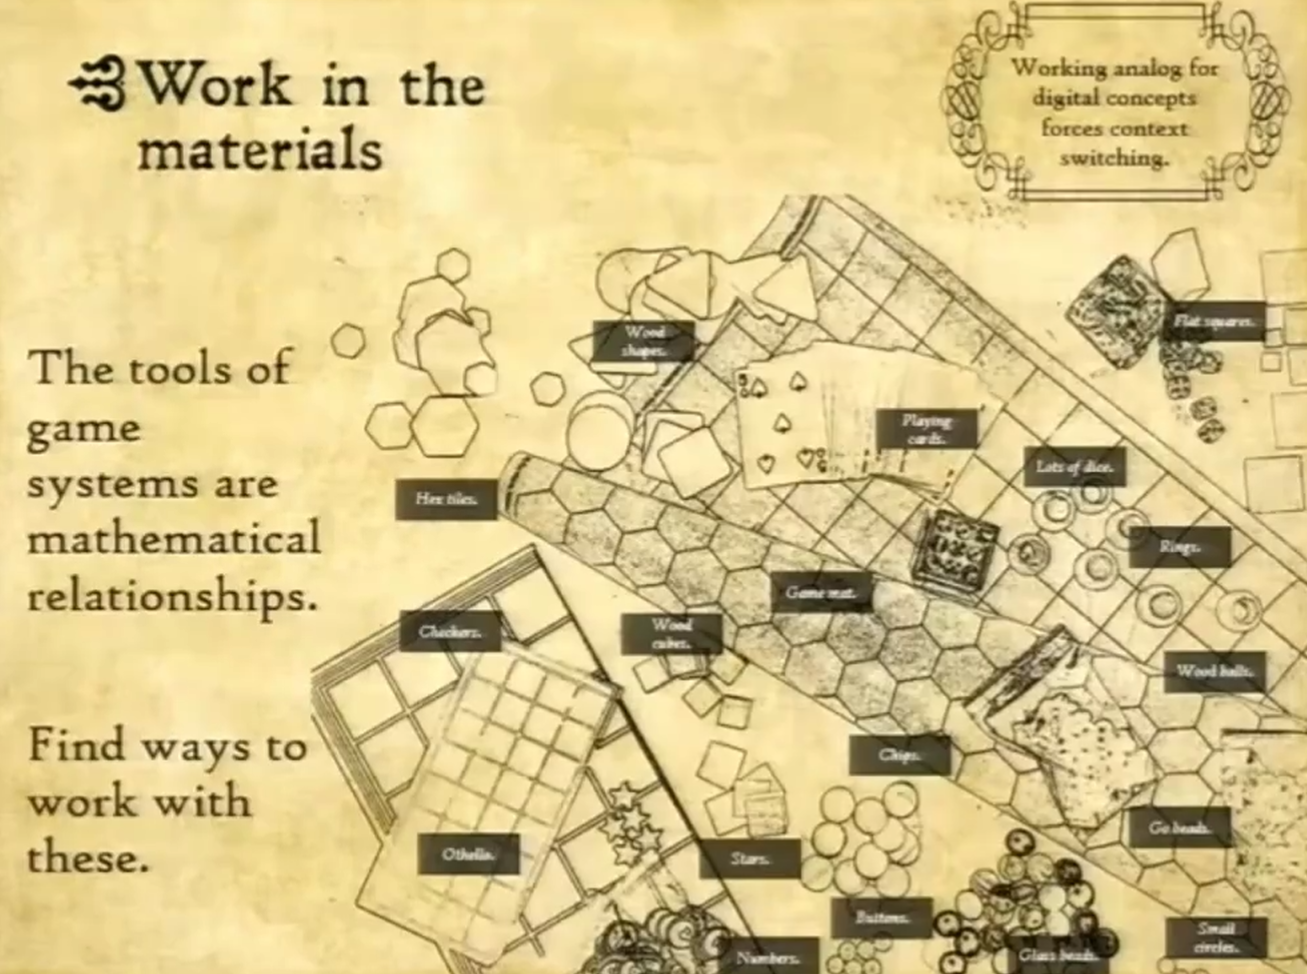 Work in the
materials
Working analog for
digital concepts
forces context
switching.
The tools of
game
systems are
mathematical
relationships.
Find ways to
work with
these.
Wood
shapes.
Flat squares.
Playing
cards.
Lots of dice.
Hex tiles.
Rings.
Game mat.
Checkers.
Wood
cubes.
Wood balls.
Chips.
Go beads.
Othello.
Stars.
Buttons.
Small
circles.
Numbers.
Glass beads.